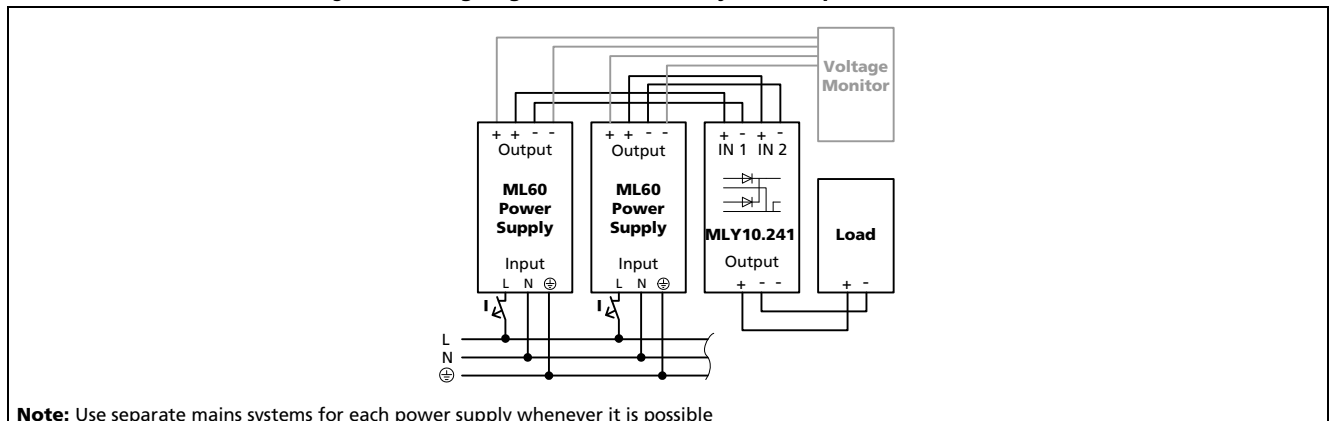 Voltage
Monitor
+ + - -
Output
ML60
Power
Supply
Input
L N
+ + - -
Output
ML60
Power
Supply
Input
L N
+ - + -
IN 1 IN 2
MLY10.241
Output
+ - -
Load
+ -
I
I
L
N
Note: Use separate mains systems for each power supply whenever it is possible